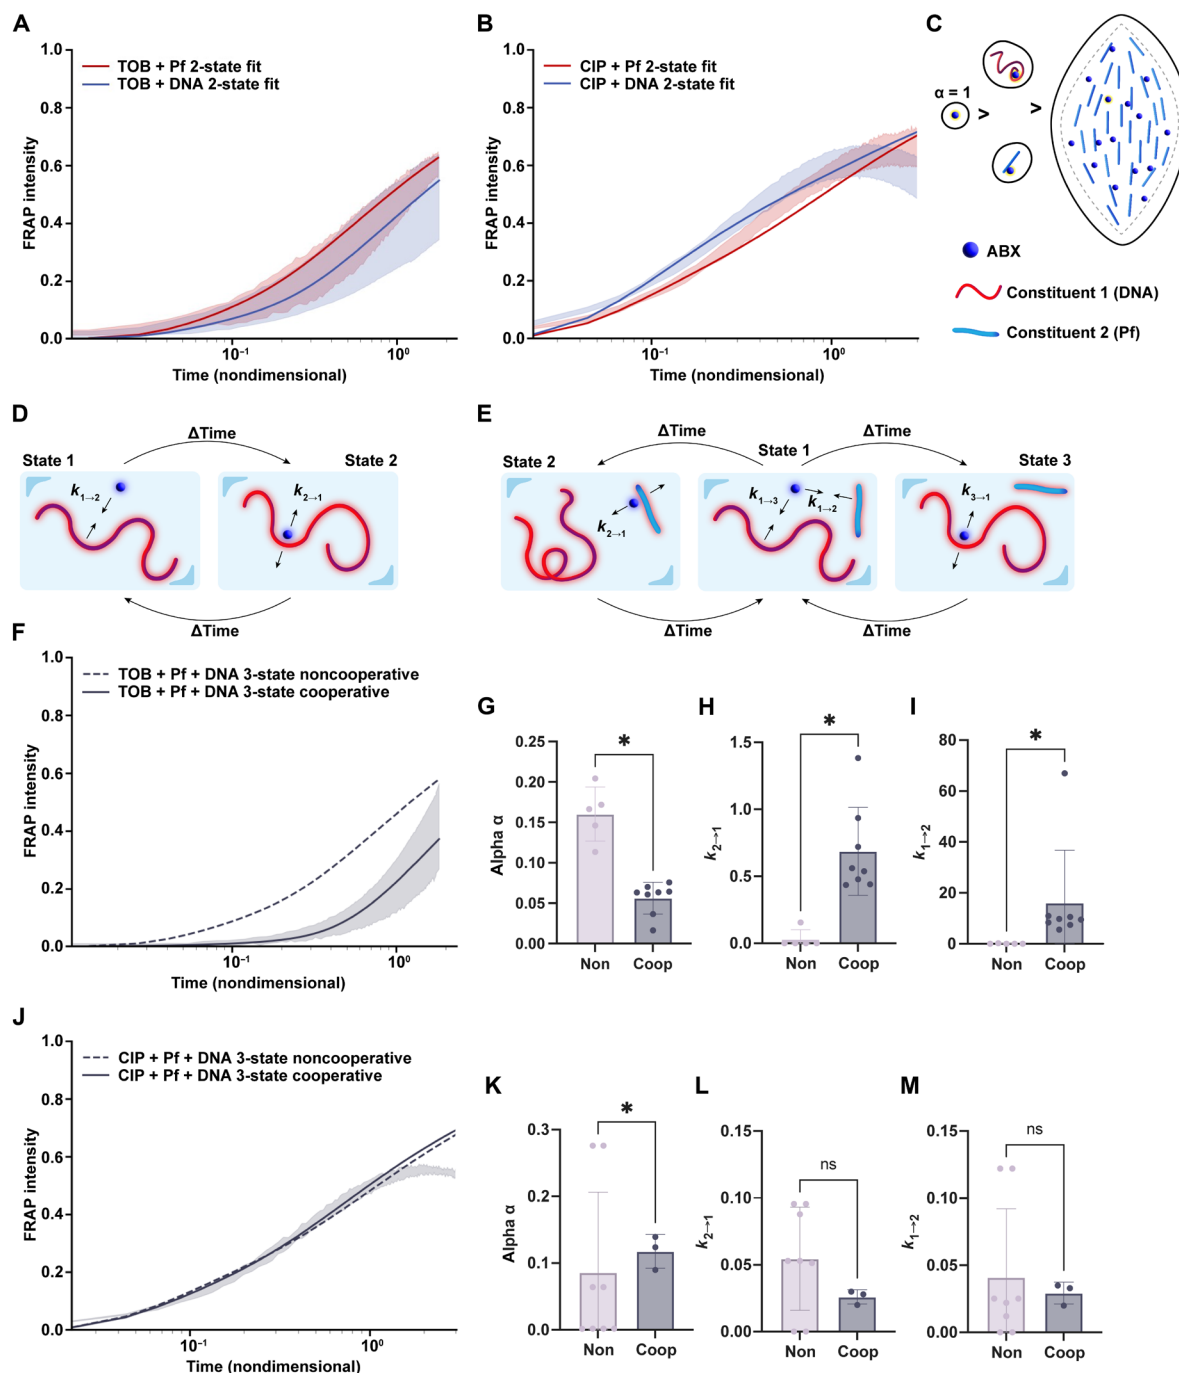 A
1.0
0.8
0.6
0.4
0.2
0.0
FRAP intensity
TOB + Pf 2-state fit
TOB + DNA 2-state fit
10⁻¹
10⁰
Time (nondimensional)
B
1.0
0.8
0.6
0.4
0.2
0.0
FRAP intensity
CIP + Pf 2-state fit
CIP + DNA 2-state fit
10⁻¹
10⁰
Time (nondimensional)
C
α = 1
>
>
ABX
Constituent 1 (DNA)
Constituent 2 (Pf)
D
ΔTime
State 1
State 2
k1→2
k2→1
ΔTime
E
ΔTime
ΔTime
State 2
State 1
State 3
k2→1
k1→3
k1→2
k3→1
ΔTime
ΔTime
F
1.0
0.8
0.6
0.4
0.2
0.0
FRAP intensity
TOB + Pf + DNA 3-state noncooperative
TOB + Pf + DNA 3-state cooperative
10⁻¹
10⁰
Time (nondimensional)
G
0.25
0.20
0.15
0.10
0.05
0.00
Alpha α
*
Non
Coop
H
1.5
1.0
0.5
0.0
k2→1
*
Non
Coop
I
80
60
40
20
0
k1→2
*
Non
Coop
J
1.0
0.8
0.6
0.4
0.2
0.0
FRAP intensity
CIP + Pf + DNA 3-state noncooperative
CIP + Pf + DNA 3-state cooperative
10⁻¹
10⁰
Time (nondimensional)
K
0.3
0.2
0.1
0.0
Alpha α
*
Non
Coop
L
0.15
0.10
0.05
0.00
k2→1
ns
Non
Coop
M
0.15
0.10
0.05
0.00
k1→2
ns
Non
Coop